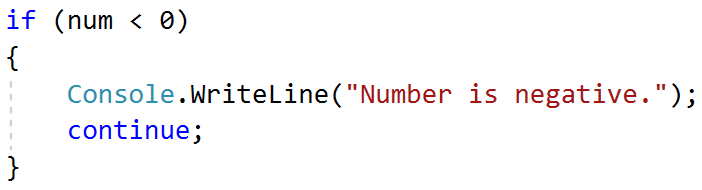 if (num < 0)
{
    Console.WriteLine("Number is negative.");
    continue;
}